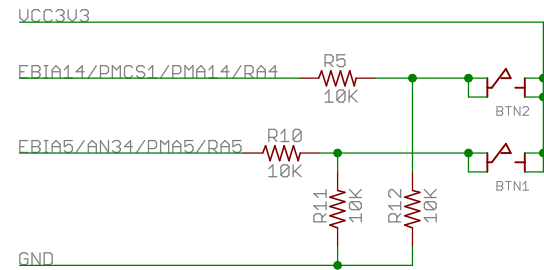 VCC3V3
R5
EBIA14/PMCS1/PMA14/RA4
10K
BTN2
R10
EBIA5/AN34/PMA5/RA5
10K
BTN1
R11
10K
R12
10K
GND